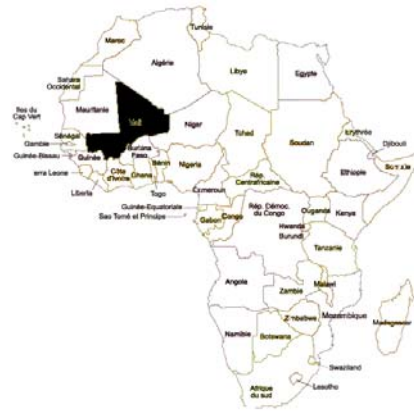 Tunisie
Maroc
Algérie
Libye
Egypte
Sahara
Occidental
Iles du
Cap Vert
Mauritanie
Mali
Niger
Tchad
Soudan
Erythrée
Djibouti
Sénégal
Gambie
Guinée-Bissau
Guinée
Burkina
Faso
Bénin
Nigeria
Ethiopie
Somalie
erra Leone
Côte
d'Ivoire
Ghana
Liberia
Togo
Cameroun
Rép.
Centrafricaine
Guinée-Equatoriale
Sao Tomé et Principe
Gabon
Congo
Rép. Démoc.
du Congo
Ouganda
Kenya
Rwanda
Burundi
Tanzanie
Angola
Zambie
Malawi
Mozambique
Zimbabwe
Madagascar
Namibie
Botswana
Swaziland
Lesotho
Afrique
du sud